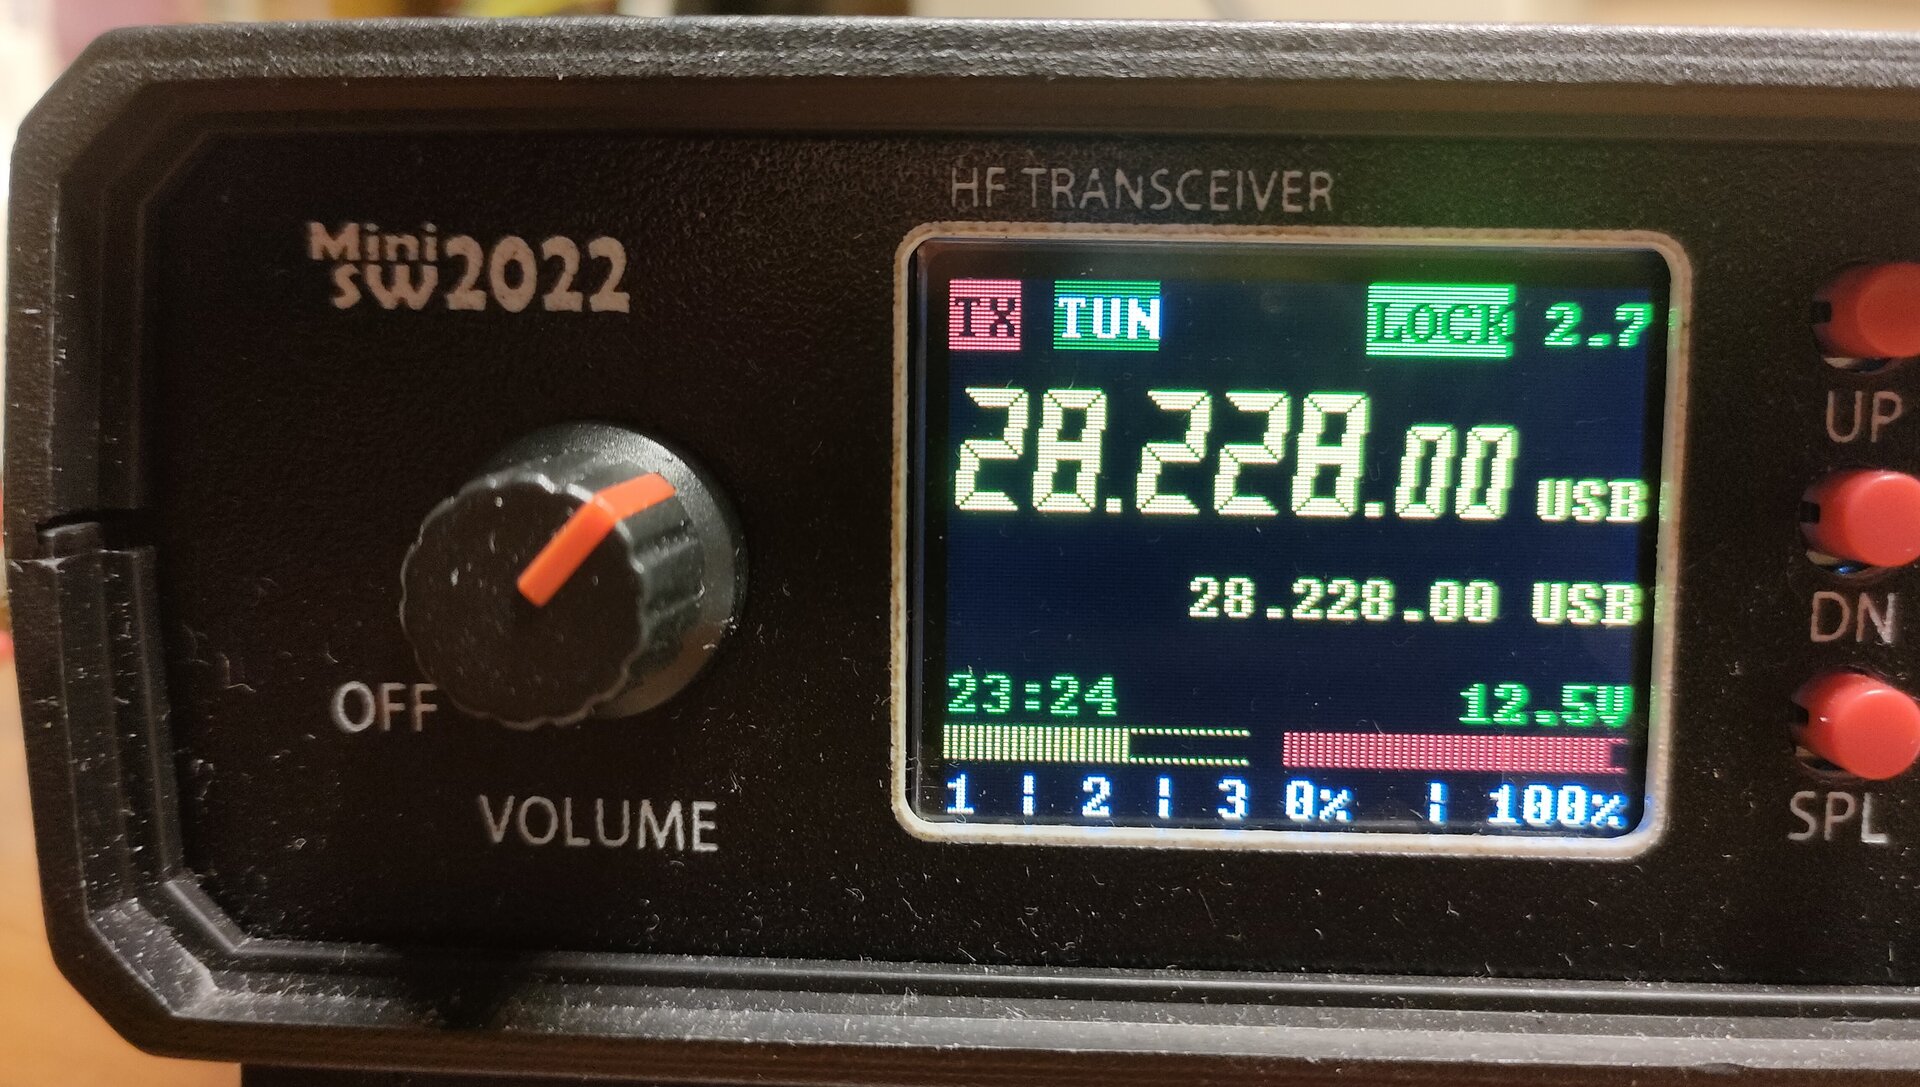 HF TRANSCEIVER
Mini
SW2022
TX TUN LOCK 2.7
28.228.00 USB
28.228.00 USB
23:24 12.5V
1 | 2 | 3 0% | 100%
OFF
VOLUME
UP
DN
SPL